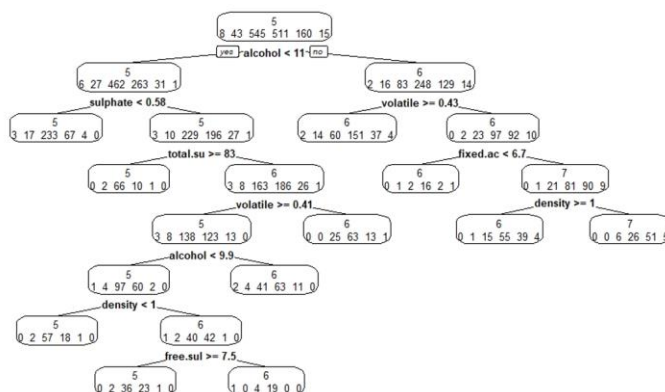 5
8 43 545 511 160 15
yes alcohol < 11 no
5
6 27 462 263 31 1
6
2 16 83 248 129 14
sulphate < 0.58
volatile >= 0.43
5
3 17 233 67 4 0
5
3 10 229 196 27 1
6
2 14 60 151 37 4
6
0 2 23 97 92 10
total.su >= 83
fixed.ac < 6.7
5
0 2 66 10 1 0
6
3 8 163 186 26 1
6
0 1 2 16 2 1
7
0 1 21 81 90 9
volatile >= 0.41
density >= 1
5
3 8 138 123 13 0
6
0 0 25 63 13 1
6
0 1 15 55 39 4
7
0 0 6 26 51 5
alcohol < 9.9
5
1 4 97 60 2 0
6
2 4 41 63 11 0
density < 1
5
0 2 57 18 1 0
6
1 2 40 42 1 0
free.sul >= 7.5
5
0 2 36 23 1 0
6
1 0 4 19 0 0